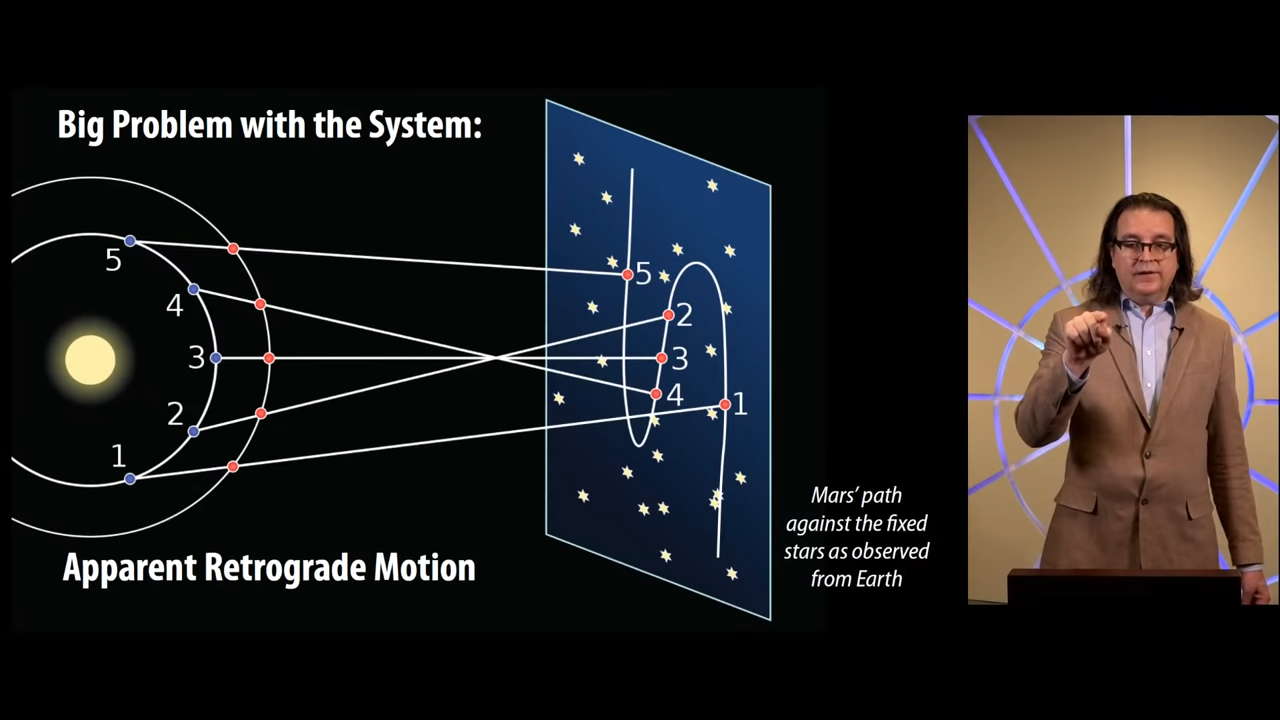 Big Problem with the System:
5
4
3
2
1
5
2
3
4
1
Mars' path
against the fixed
stars as observed
from Earth
Apparent Retrograde Motion